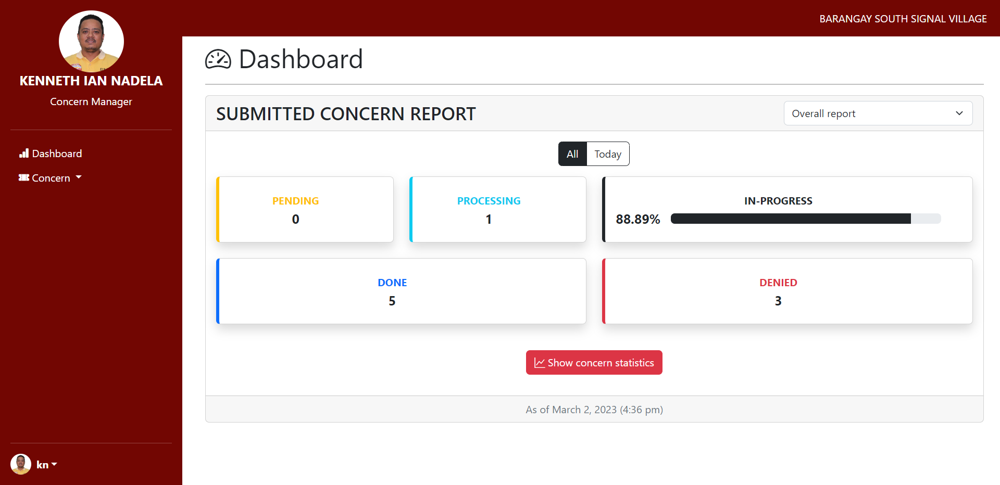 BARANGAY SOUTH SIGNAL VILLAGE
KENNETH IAN NADELA
Concern Manager
Dashboard
Concern
kn
Dashboard
SUBMITTED CONCERN REPORT
Overall report
All
Today
PENDING
0
PROCESSING
1
IN-PROGRESS
88.89%
DONE
5
DENIED
3
Show concern statistics
As of March 2, 2023 (4:36 pm)